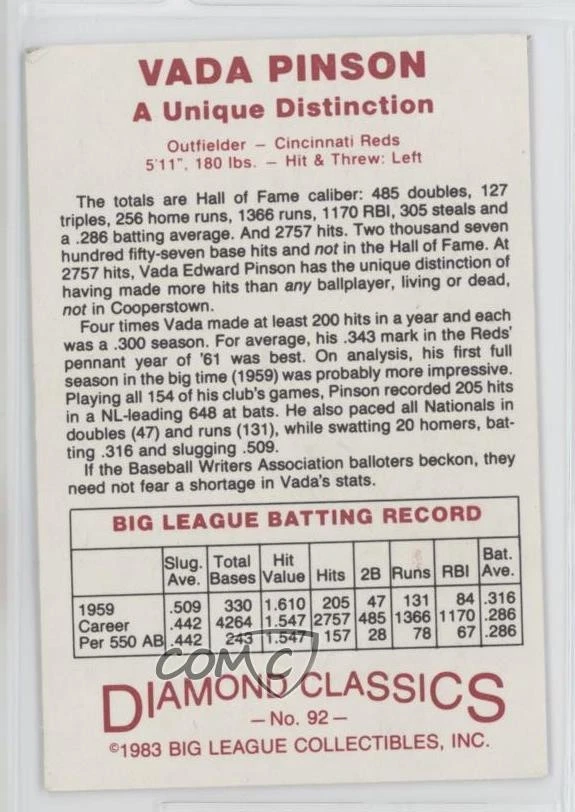 VADA PINSON
A Unique Distinction
Outfielder – Cincinnati Reds
5'11", 180 lbs. – Hit & Threw: Left
The totals are Hall of Fame caliber: 485 doubles, 127
triples, 256 home runs, 1366 runs, 1170 RBI, 305 steals and
a .286 batting average. And 2757 hits. Two thousand seven
hundred fifty-seven base hits and not in the Hall of Fame. At
2757 hits, Vada Edward Pinson has the unique distinction of
having made more hits than any ballplayer, living or dead,
not in Cooperstown.
Four times Vada made at least 200 hits in a year and each
was a .300 season. For average, his .343 mark in the Reds'
pennant year of '61 was best. On analysis, his first full
season in the big time (1959) was probably more impressive.
Playing all 154 of his club's games, Pinson recorded 205 hits
in a NL-leading 648 at bats. He also paced all Nationals in
doubles (47) and runs (131), while swatting 20 homers, bat-
ting .316 and slugging .509.
If the Baseball Writers Association balloters beckon, they
need not fear a shortage in Vada's stats.
BIG LEAGUE BATTING RECORD
Slug. Ave. Total Bases Hit Value Hits 2B Runs RBI Bat. Ave.
1959 .509 330 1.610 205 47 131 84 .316
Career .442 4264 1.547 2757 485 1366 1170 .286
Per 550 AB .442 243 1.547 157 28 78 67 .286
COMC
DIAMOND CLASSICS
– No. 92 –
©1983 BIG LEAGUE COLLECTIBLES, INC.